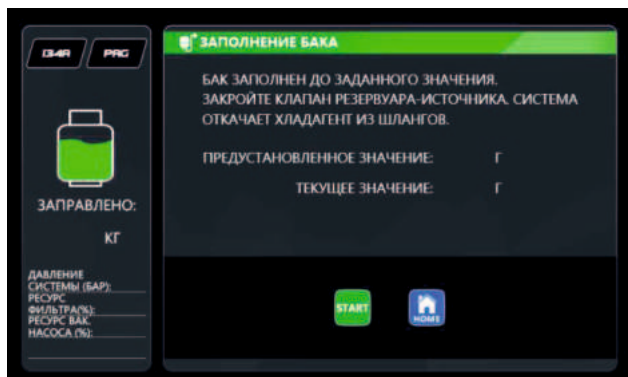 134A PAG
ЗАПОЛНЕНИЕ БАКА
БАК ЗАПОЛНЕН ДО ЗАДАННОГО ЗНАЧЕНИЯ.
ЗАКРОЙТЕ КЛАПАН РЕЗЕРВУАРА-ИСТОЧНИКА. СИСТЕМА
ОТКАЧАЕТ ХЛАДАГЕНТ ИЗ ШЛАНГОВ.
ПРЕДУСТАНОВЛЕННОЕ ЗНАЧЕНИЕ: Г
ТЕКУЩЕЕ ЗНАЧЕНИЕ: Г
ЗАПРАВЛЕНО:
КГ
ДАВЛЕНИЕ
СИСТЕМЫ (БАР):
РЕСУРС
ФИЛЬТРА(%):
РЕСУРС ВАК.
НАСОСА (%):
START
HOME